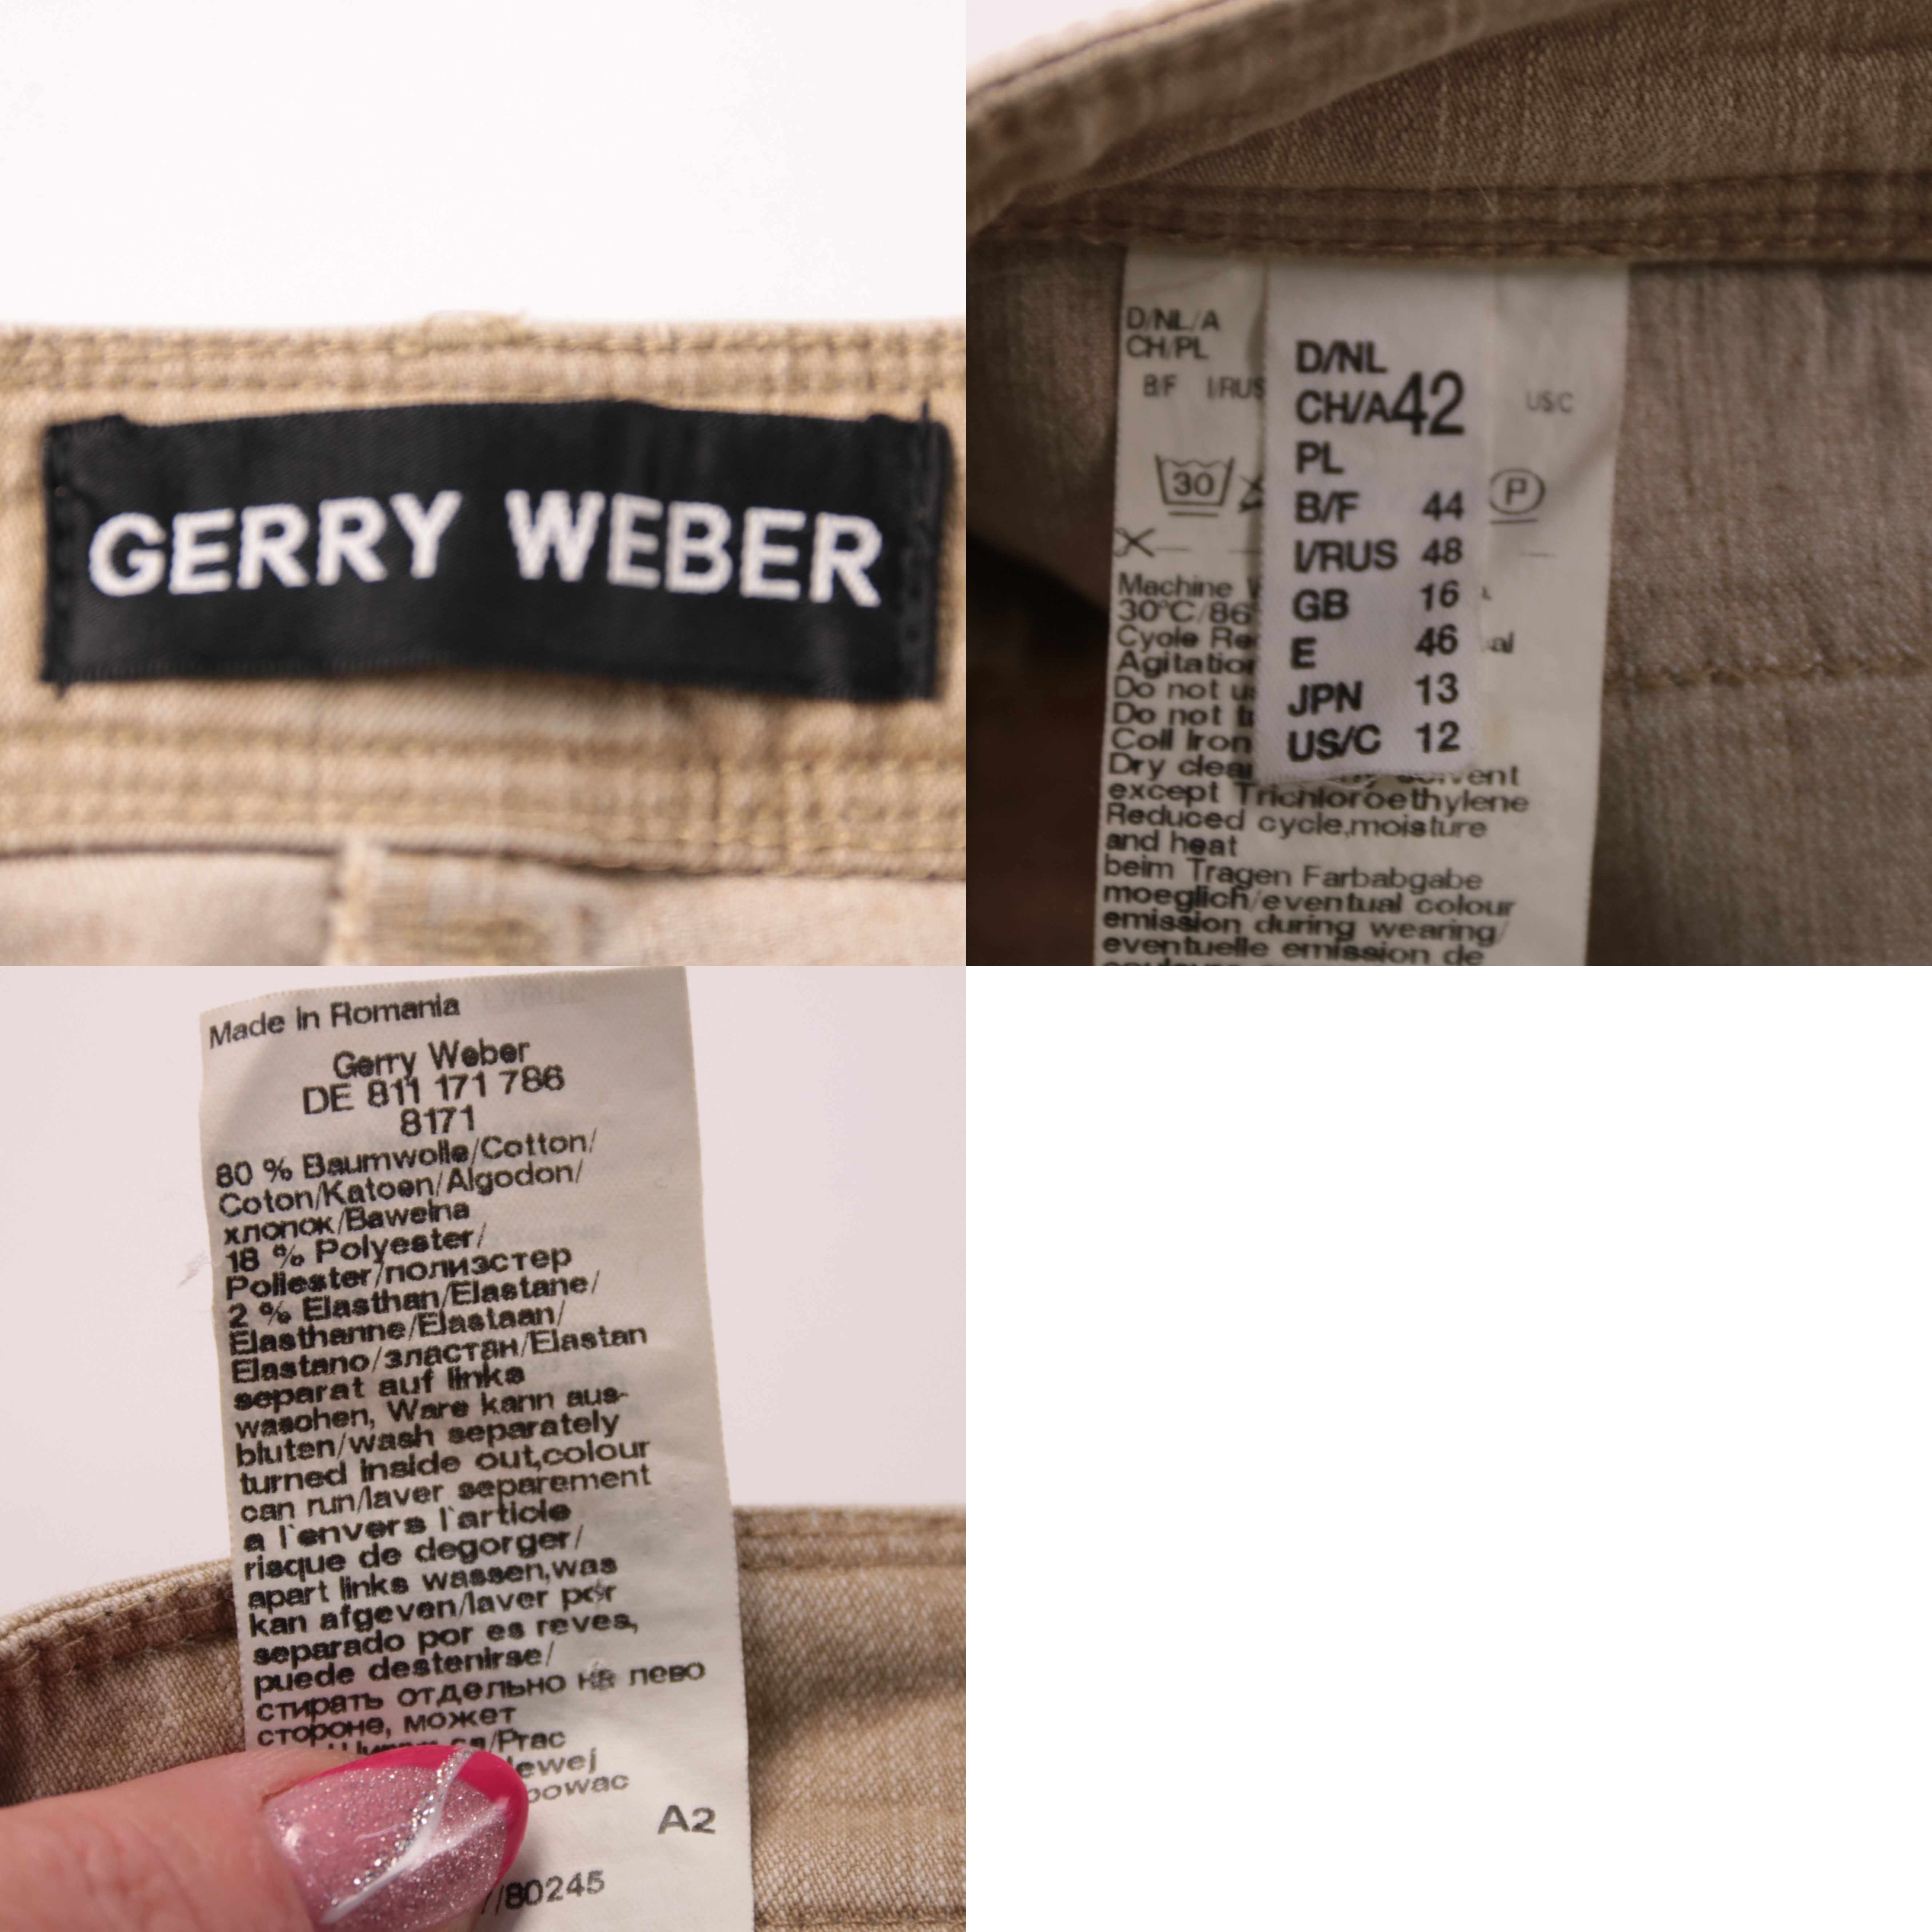 GERRY WEBER
D/NL/A
CH/PL
B/F I/RUS
US/C
D/NL
CH/A 42
PL
B/F 44
I/RUS 48
GB 16
E 46
JPN 13
US/C 12
30
P
Machine
30°C/86
Cycle Re
Agitation
Do not
Do not
Coll Iron
Dry clea
solvent
except Trichloroethylene
Reduced cycle,moisture
and heat
beim Tragen Farbabgabe
moeglich/eventual colour
emission during wearing/
eventuelle emission de
Made in Romania
Gerry Weber
DE 811 171 786
8171
80 % Baumwolle/Cotton/
Coton/Katoen/Algodon/
хлопок/Bawelna
18 % Polyester/
Poliester/полиэстер
2 % Elasthan/Elastane/
Elasthanne/Elastaan/
Elastano/эластан/Elastan
separat auf links
waschen, Ware kann aus-
bluten/wash separately
turned inside out,colour
can run/laver separement
a l`envers l`article
risque de degorger/
apart links wassen,was
kan afgeven/laver por
separado por es reves,
puede destenirse/
стирать отдельно на лево
стороне, может
/Prac
lewej
powac
A2
/80245